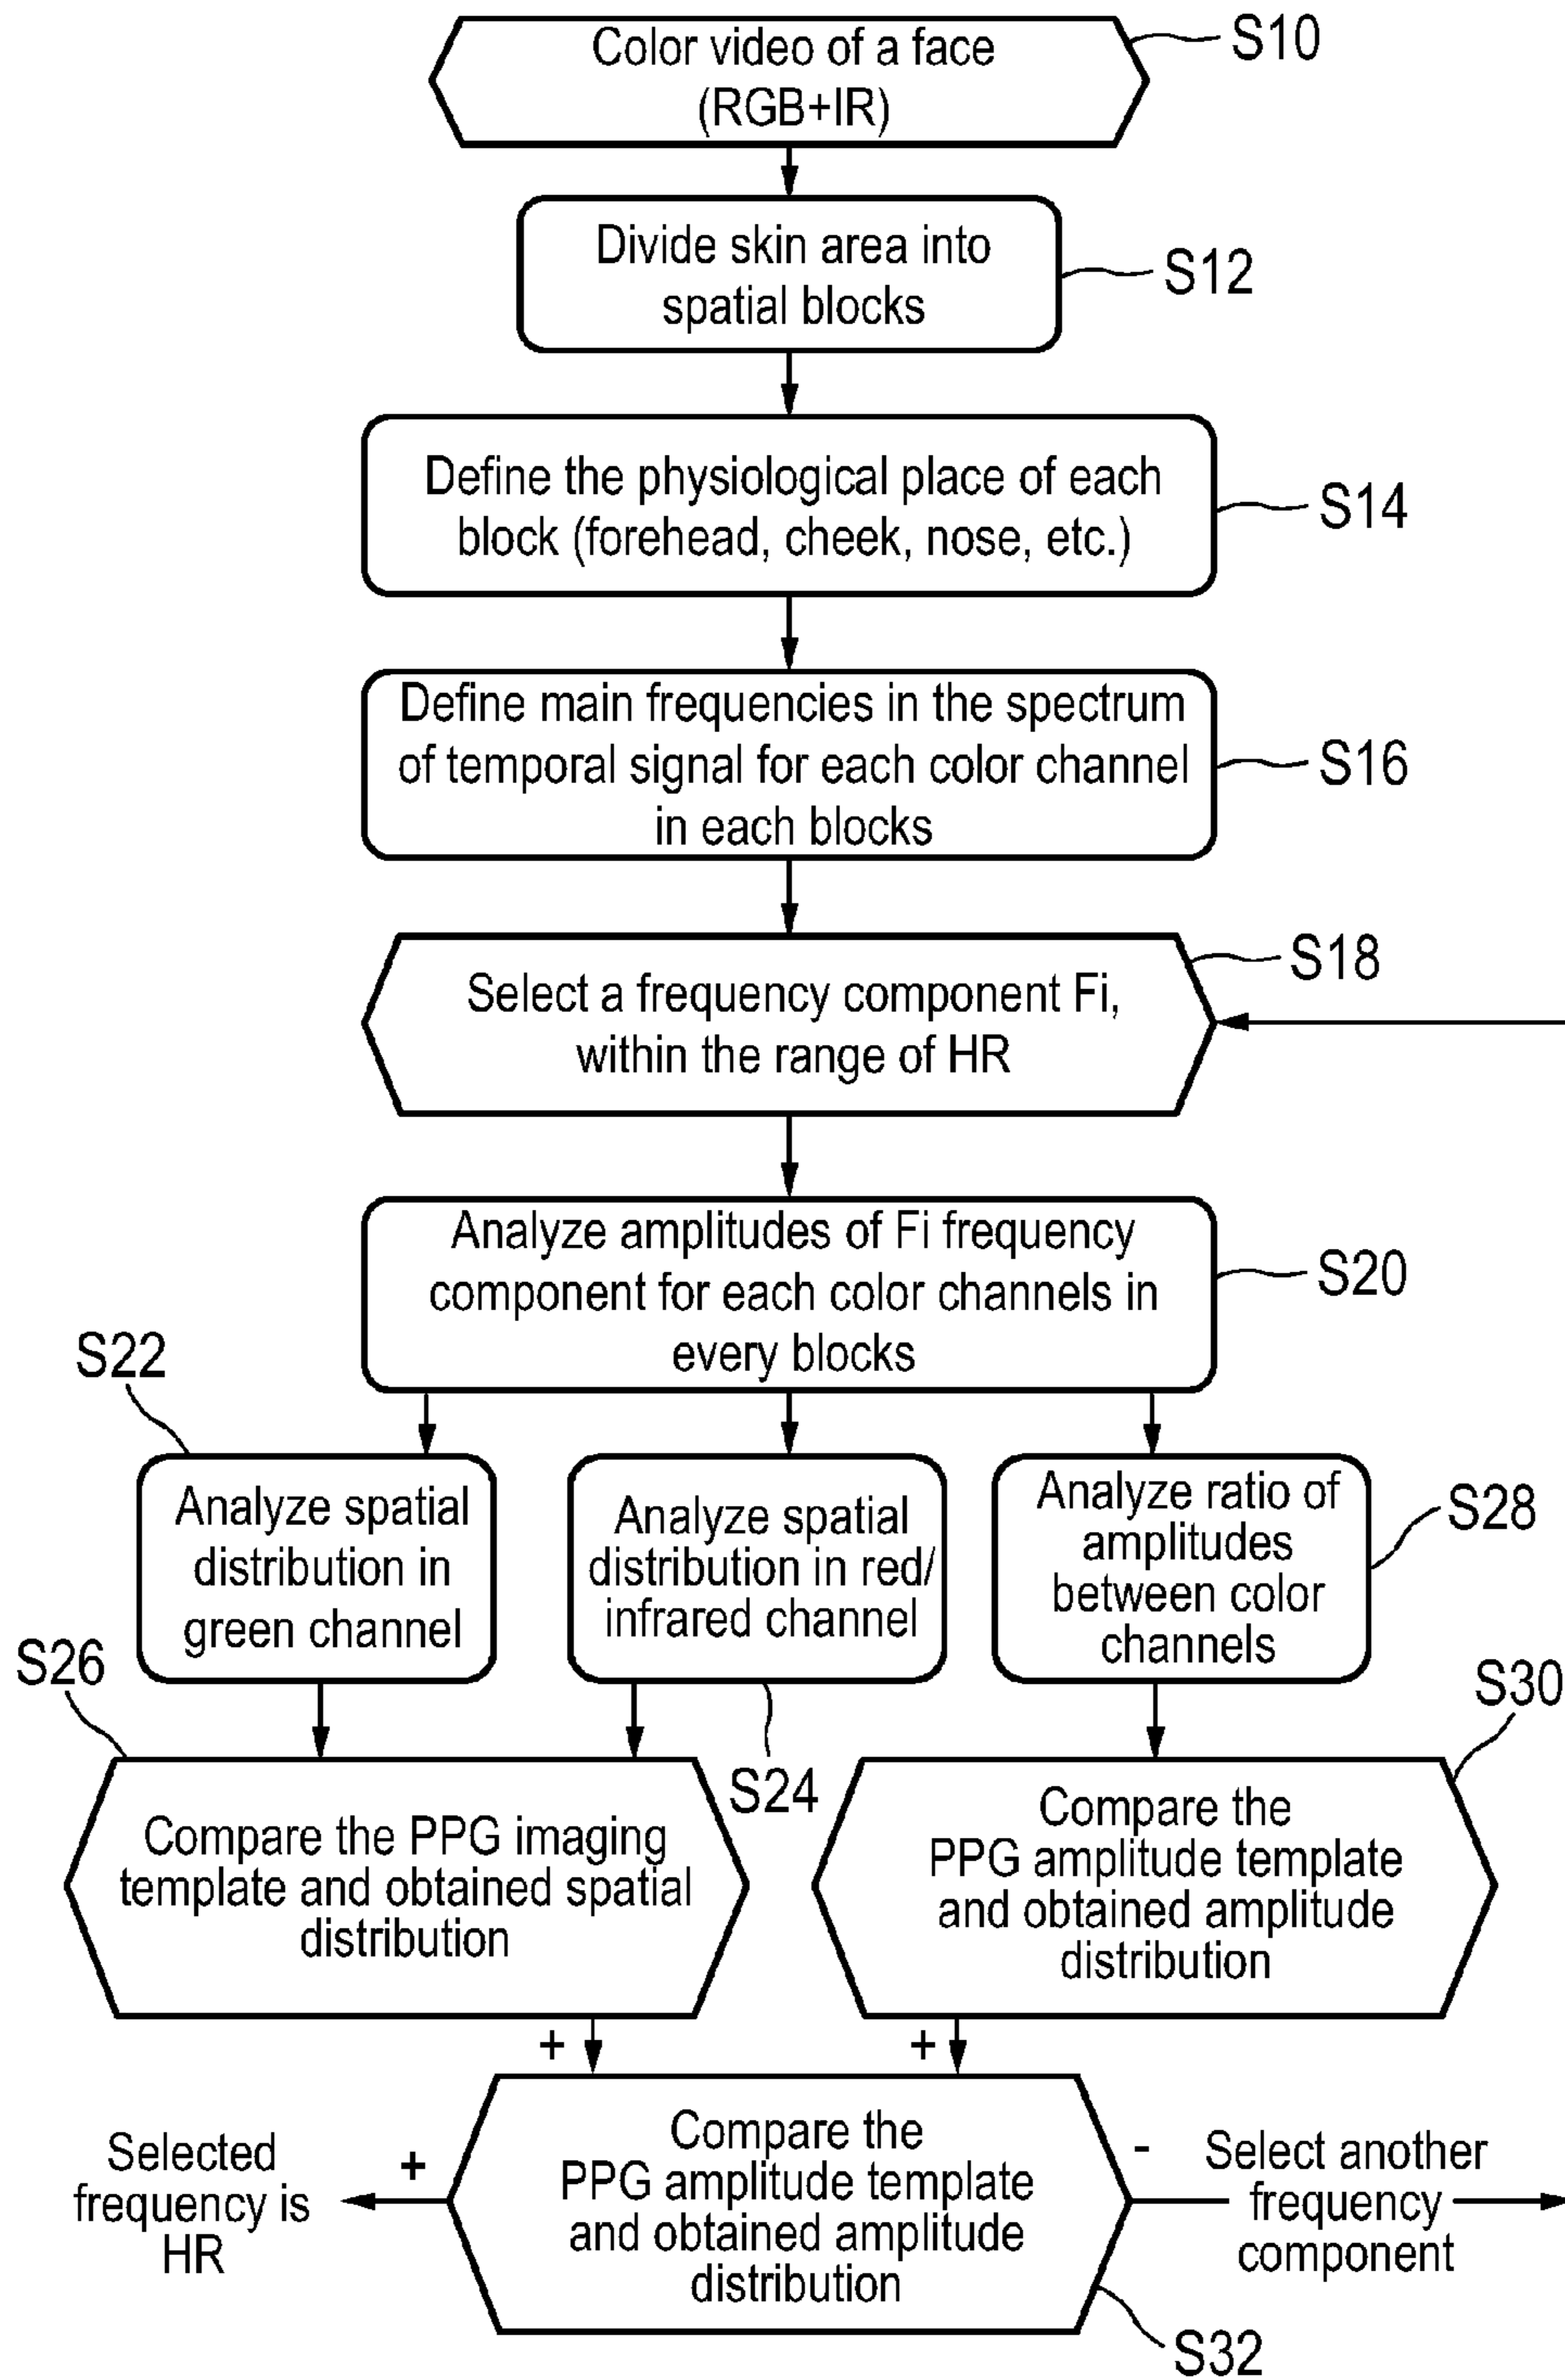 Color video of a face
(RGB+IR)
S10
Divide skin area into
spatial blocks
S12
Define the physiological place of each
block (forehead, cheek, nose, etc.)
S14
Define main frequencies in the spectrum
of temporal signal for each color channel
in each blocks
S16
Select a frequency component Fi,
within the range of HR
S18
Analyze amplitudes of Fi frequency
component for each color channels in
every blocks
S20
S22
Analyze spatial
distribution in
green channel
Analyze spatial
distribution in red/
infrared channel
S24
Analyze ratio of
amplitudes
between color
channels
S28
S26
Compare the PPG imaging
template and obtained spatial
distribution
+
S30
Compare the
PPG amplitude template
and obtained amplitude
distribution
+
Compare the
PPG amplitude template
and obtained amplitude
distribution
S32
+
Selected
frequency is
HR
-
Select another
frequency
component